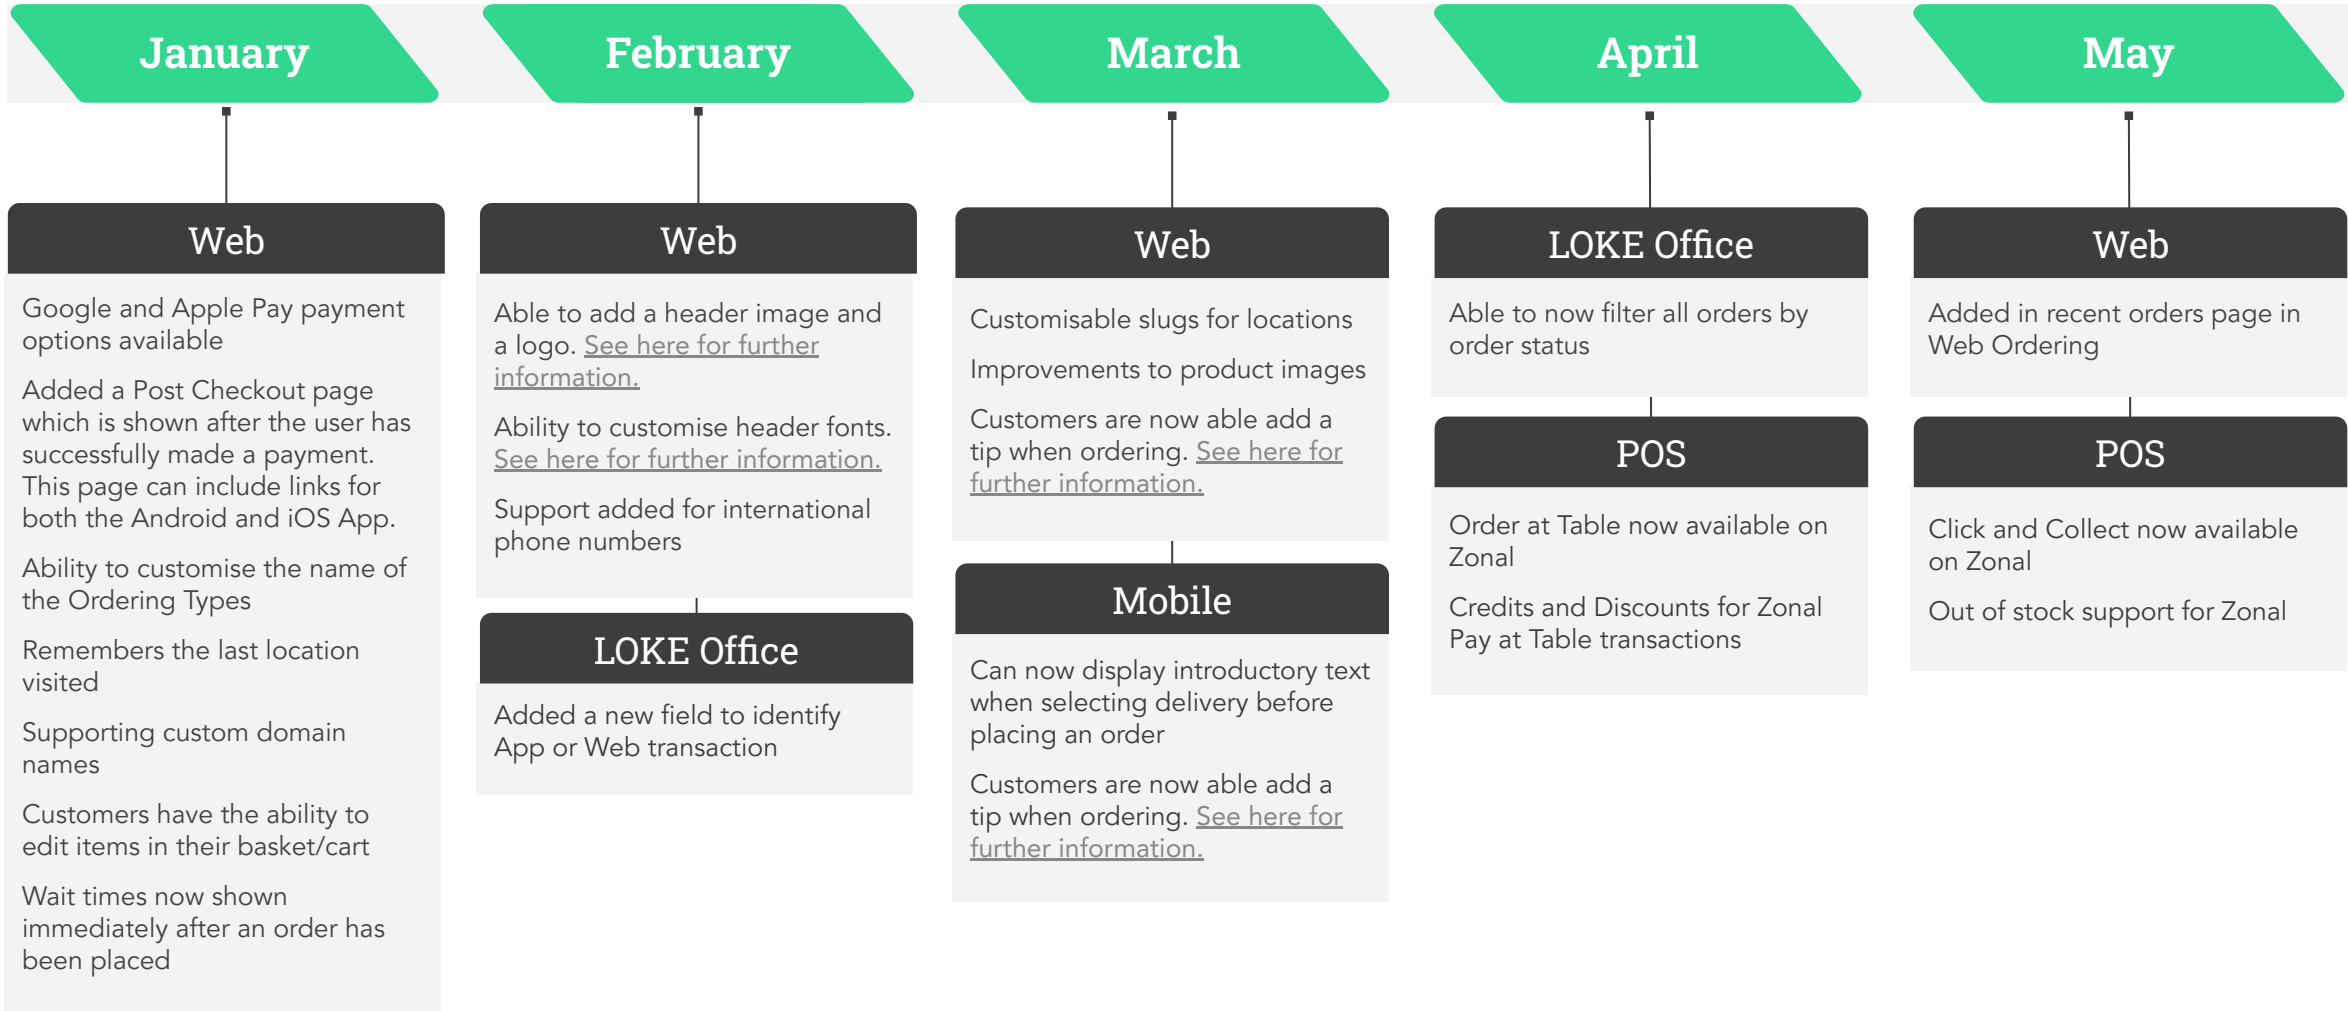 January
Web
Google and Apple Pay payment
options available
Added a Post Checkout page
which is shown after the user has
successfully made a payment.
This page can include links for
both the Android and iOS App.
Ability to customise the name of
the Ordering Types
Remembers the last location
visited
Supporting custom domain
names
Customers have the ability to
edit items in their basket/cart
Wait times now shown
immediately after an order has
been placed
February
Web
Able to add a header image and
a logo. See here for further
information.
Ability to customise header fonts.
See here for further information.
Support added for international
phone numbers
LOKE Office
Added a new field to identify
App or Web transaction
March
Web
Customisable slugs for locations
Improvements to product images
Customers are now able add a
tip when ordering. See here for
further information.
Mobile
Can now display introductory text
when selecting delivery before
placing an order
Customers are now able add a
tip when ordering. See here for
further information.
April
LOKE Office
Able to now filter all orders by
order status
POS
Order at Table now available on
Zonal
Credits and Discounts for Zonal
Pay at Table transactions
May
Web
Added in recent orders page in
Web Ordering
POS
Click and Collect now available
on Zonal
Out of stock support for Zonal